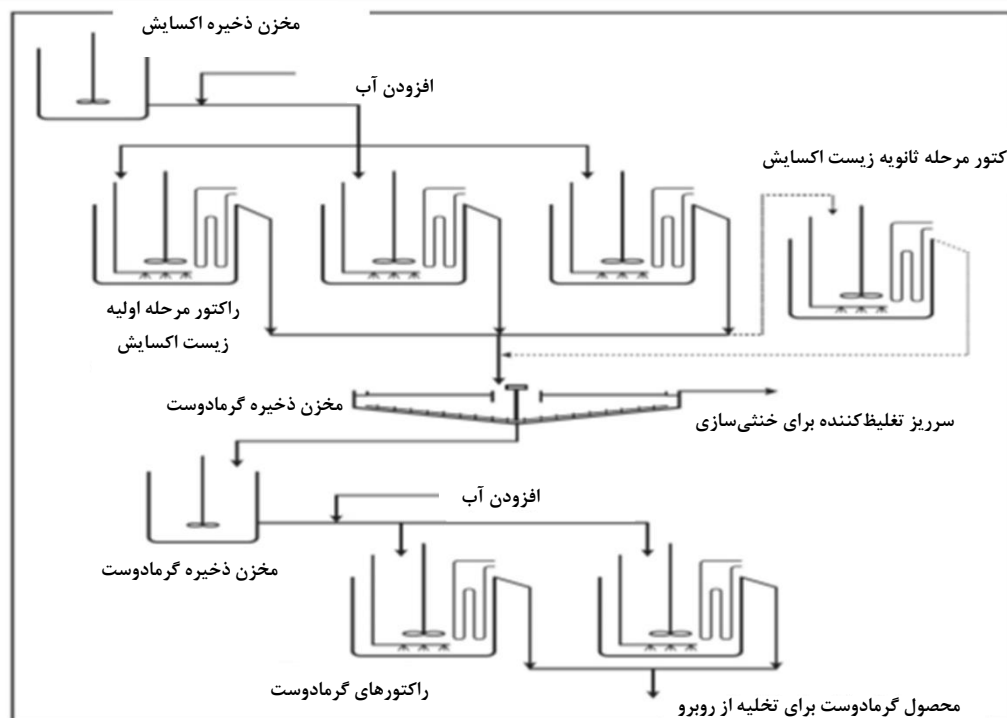 مخزن ذخیره اکسایش
افزودن آب
کتور مرحله ثانویه زیست اکسایش
راکتور مرحله اولیه
زیست اکسایش
مخزن ذخیره گرمادوست
سرریز تغلیظ‌کننده برای خنثی‌سازی
افزودن آب
مخزن ذخیره گرمادوست
راکتورهای گرمادوست
محصول گرمادوست برای تخلیه از روبرو